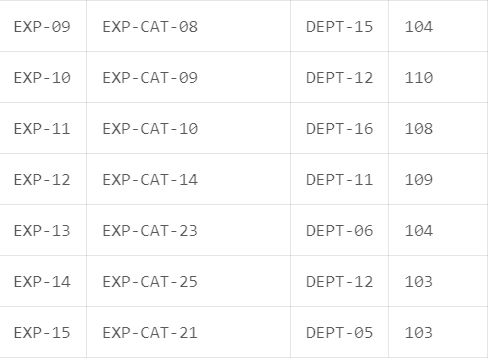 EXP-09 EXP-CAT-08 DEPT-15 104
EXP-10 EXP-CAT-09 DEPT-12 110
EXP-11 EXP-CAT-10 DEPT-16 108
EXP-12 EXP-CAT-14 DEPT-11 109
EXP-13 EXP-CAT-23 DEPT-06 104
EXP-14 EXP-CAT-25 DEPT-12 103
EXP-15 EXP-CAT-21 DEPT-05 103